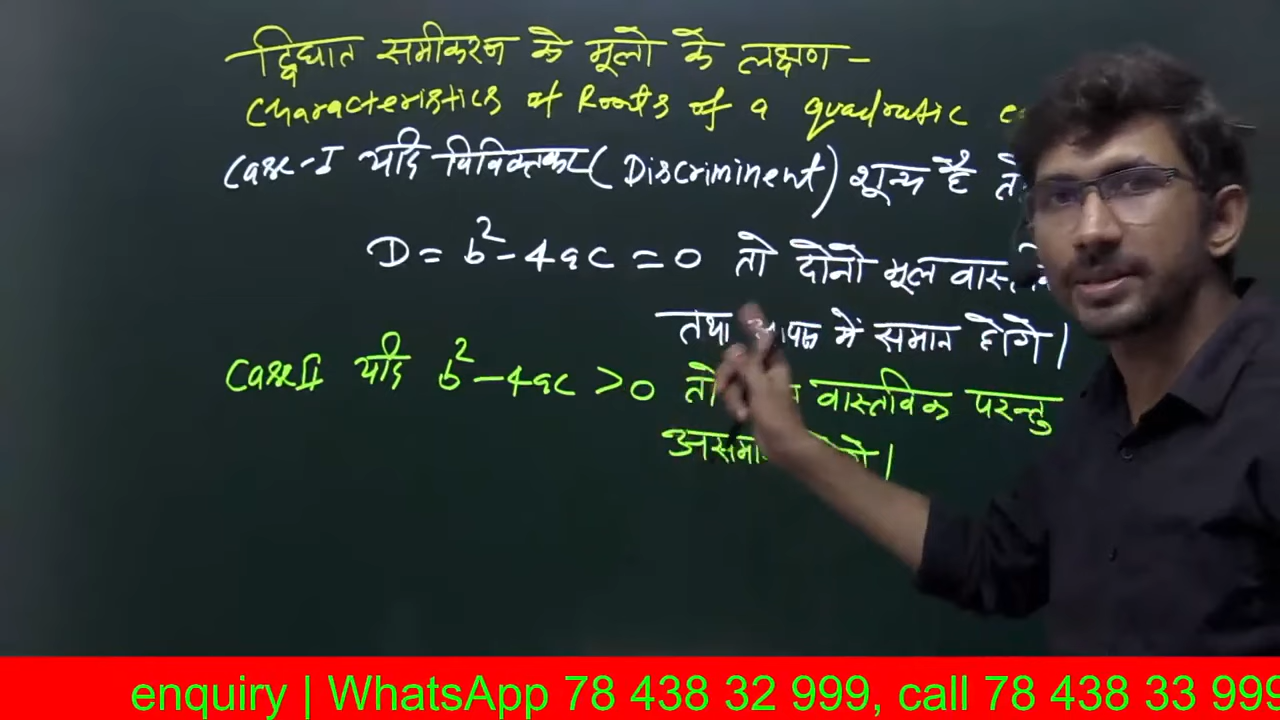 द्विघात समीकरण के मूलो के लक्षण -
Characteristics of Roots of a quadratic
Case-I यदि विविक्तकर (Discriminent) शून्य है
D = b² - 4ac = 0 तो दोनो मूल
तथा में समान होगे।
Case II यदि b² - 4ac > 0 तो वास्तविक परन्तु
enquiry | WhatsApp 78 438 32 999, call 78 438 33 999